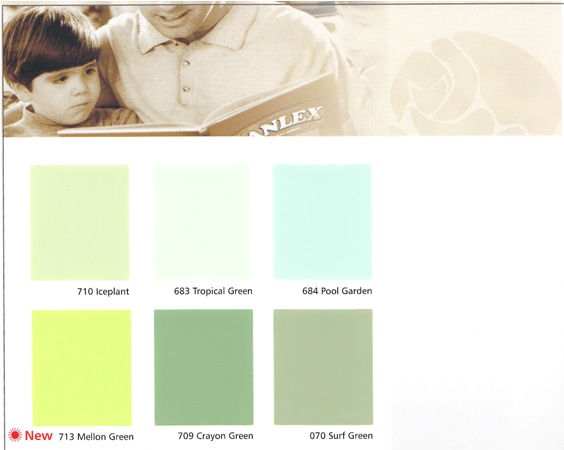 ANLEX
710 Iceplant
683 Tropical Green
684 Pool Garden
New 713 Mellon Green
709 Crayon Green
070 Surf Green